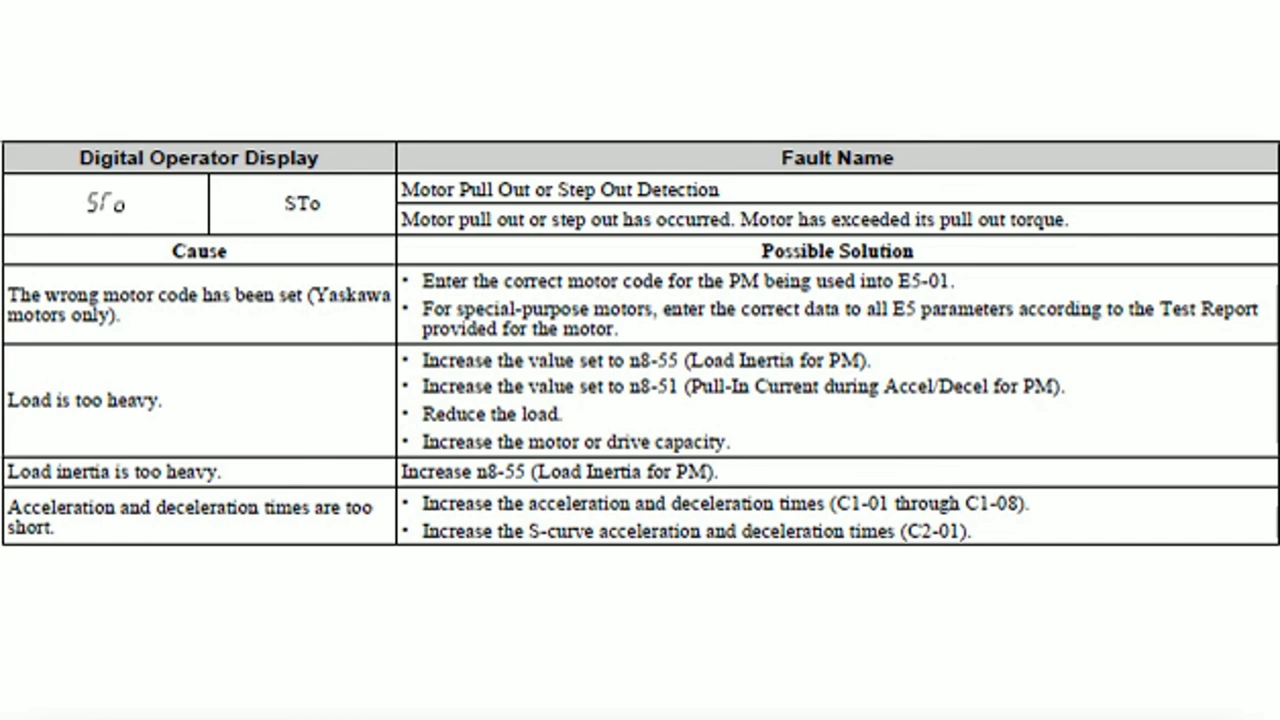 Digital Operator Display
Fault Name
STo
STo
Motor Pull Out or Step Out Detection
Motor pull out or step out has occurred. Motor has exceeded its pull out torque.
Cause
Possible Solution
The wrong motor code has been set (Yaskawa
motors only).
• Enter the correct motor code for the PM being used into E5-01.
• For special-purpose motors, enter the correct data to all E5 parameters according to the Test Report
provided for the motor.
Load is too heavy.
• Increase the value set to n8-55 (Load Inertia for PM).
• Increase the value set to n8-51 (Pull-In Current during Accel/Decel for PM).
• Reduce the load.
• Increase the motor or drive capacity.
Load inertia is too heavy.
Increase n8-55 (Load Inertia for PM).
Acceleration and deceleration times are too
short.
• Increase the acceleration and deceleration times (C1-01 through C1-08).
• Increase the S-curve acceleration and deceleration times (C2-01).